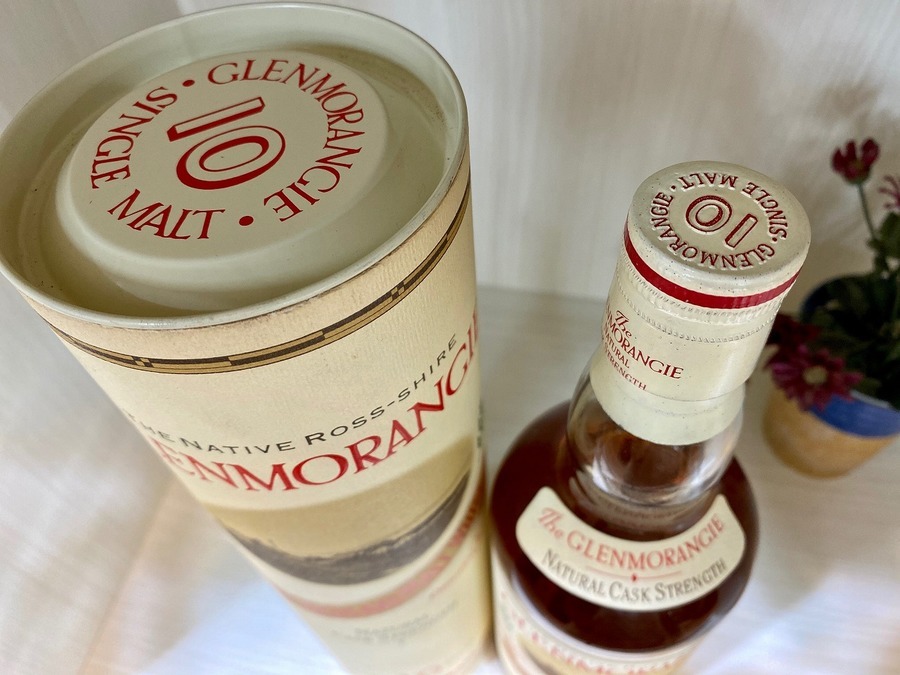 GLENMORANGIE • SINGLE MALT •
10
THE NATIVE ROSS-SHIRE
GLENMORANGIE
GLENMORANGIE • SINGLE MALT •
10
The
GLENMORANGIE
NATURAL
STRENGTH
The GLENMORANGIE
NATURAL CASK STRENGTH